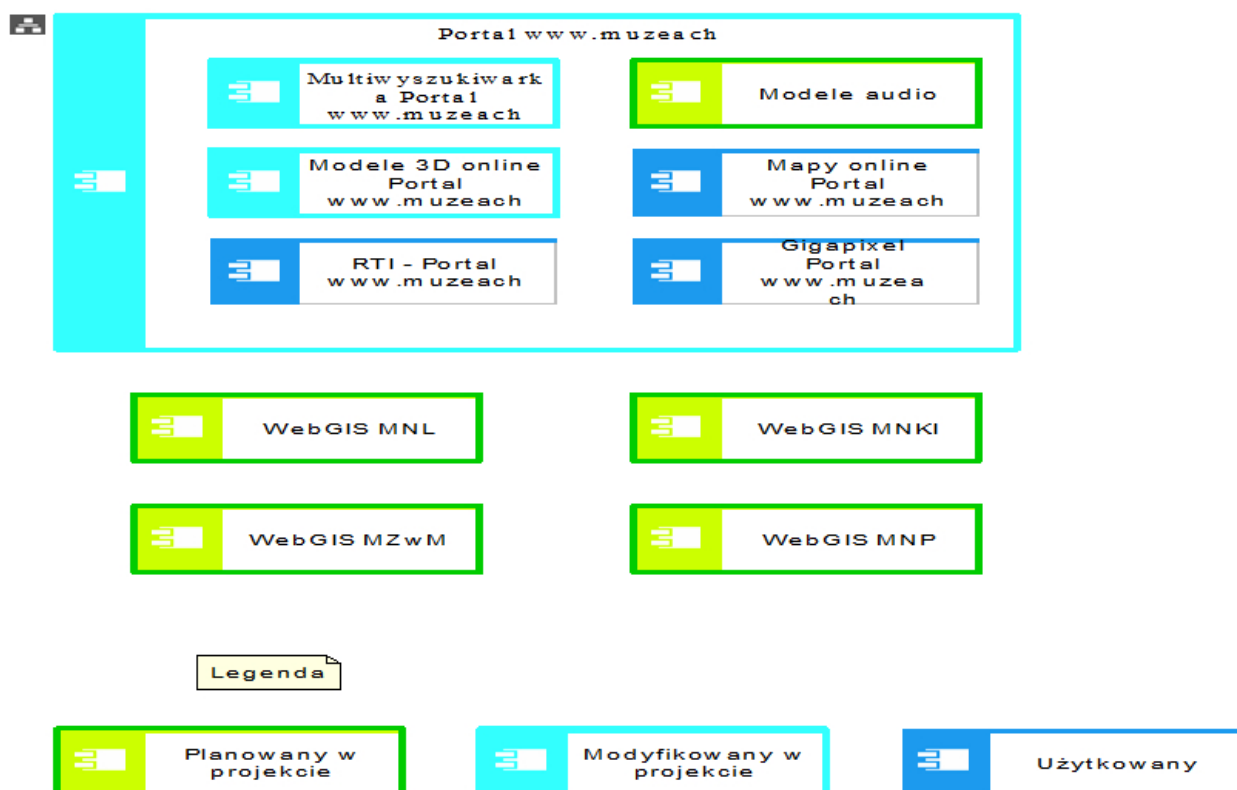 Portal www.muzeach
Multiwyszukiwark
a Portal
www.muzeach
Modele audio
Modele 3D online
Portal
www.muzeach
Mapy online
Portal
www.muzeach
RTI - Portal
www.muzeach
Gigapixel
Portal
www.muzea
ch
WebGIS MNL
WebGIS MNKI
WebGIS MZwM
WebGIS MNP
Legenda
Planowany w
projekcie
Modyfikowany w
projekcie
Użytkowany